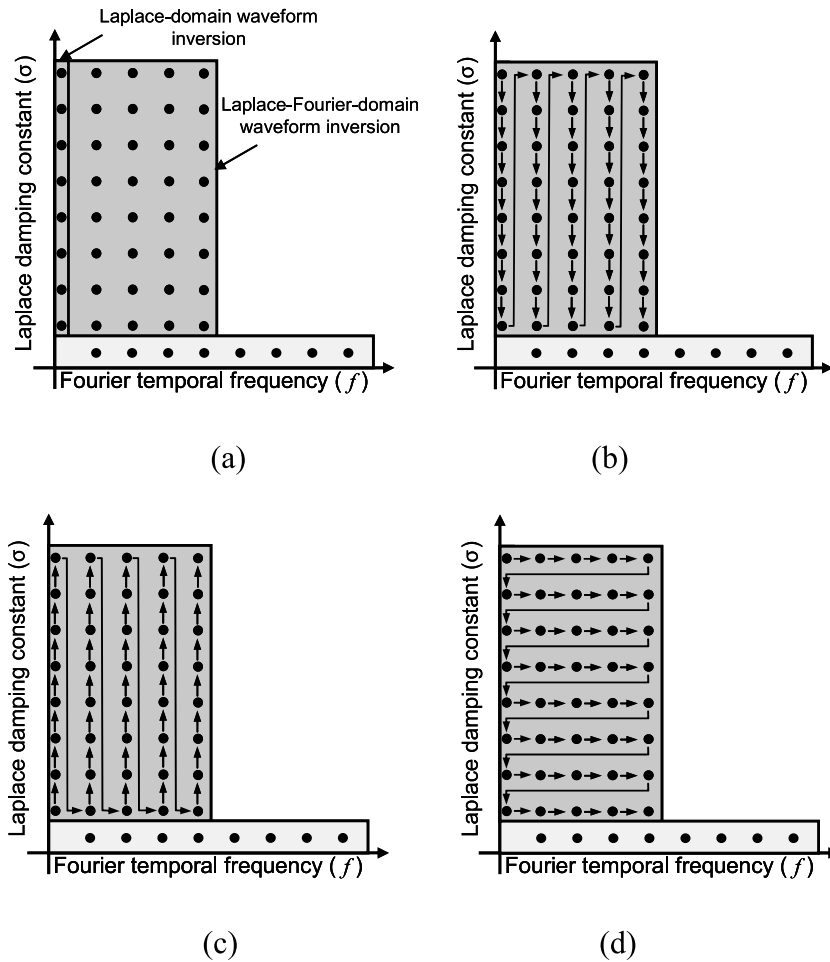 Laplace-domain waveform
inversion
Laplace-Fourier-domain
waveform inversion
Laplace damping constant (σ)
Fourier temporal frequency (f)
(a)
Laplace damping constant (σ)
Fourier temporal frequency (f)
(b)
Laplace damping constant (σ)
Fourier temporal frequency (f)
(c)
Laplace damping constant (σ)
Fourier temporal frequency (f)
(d)